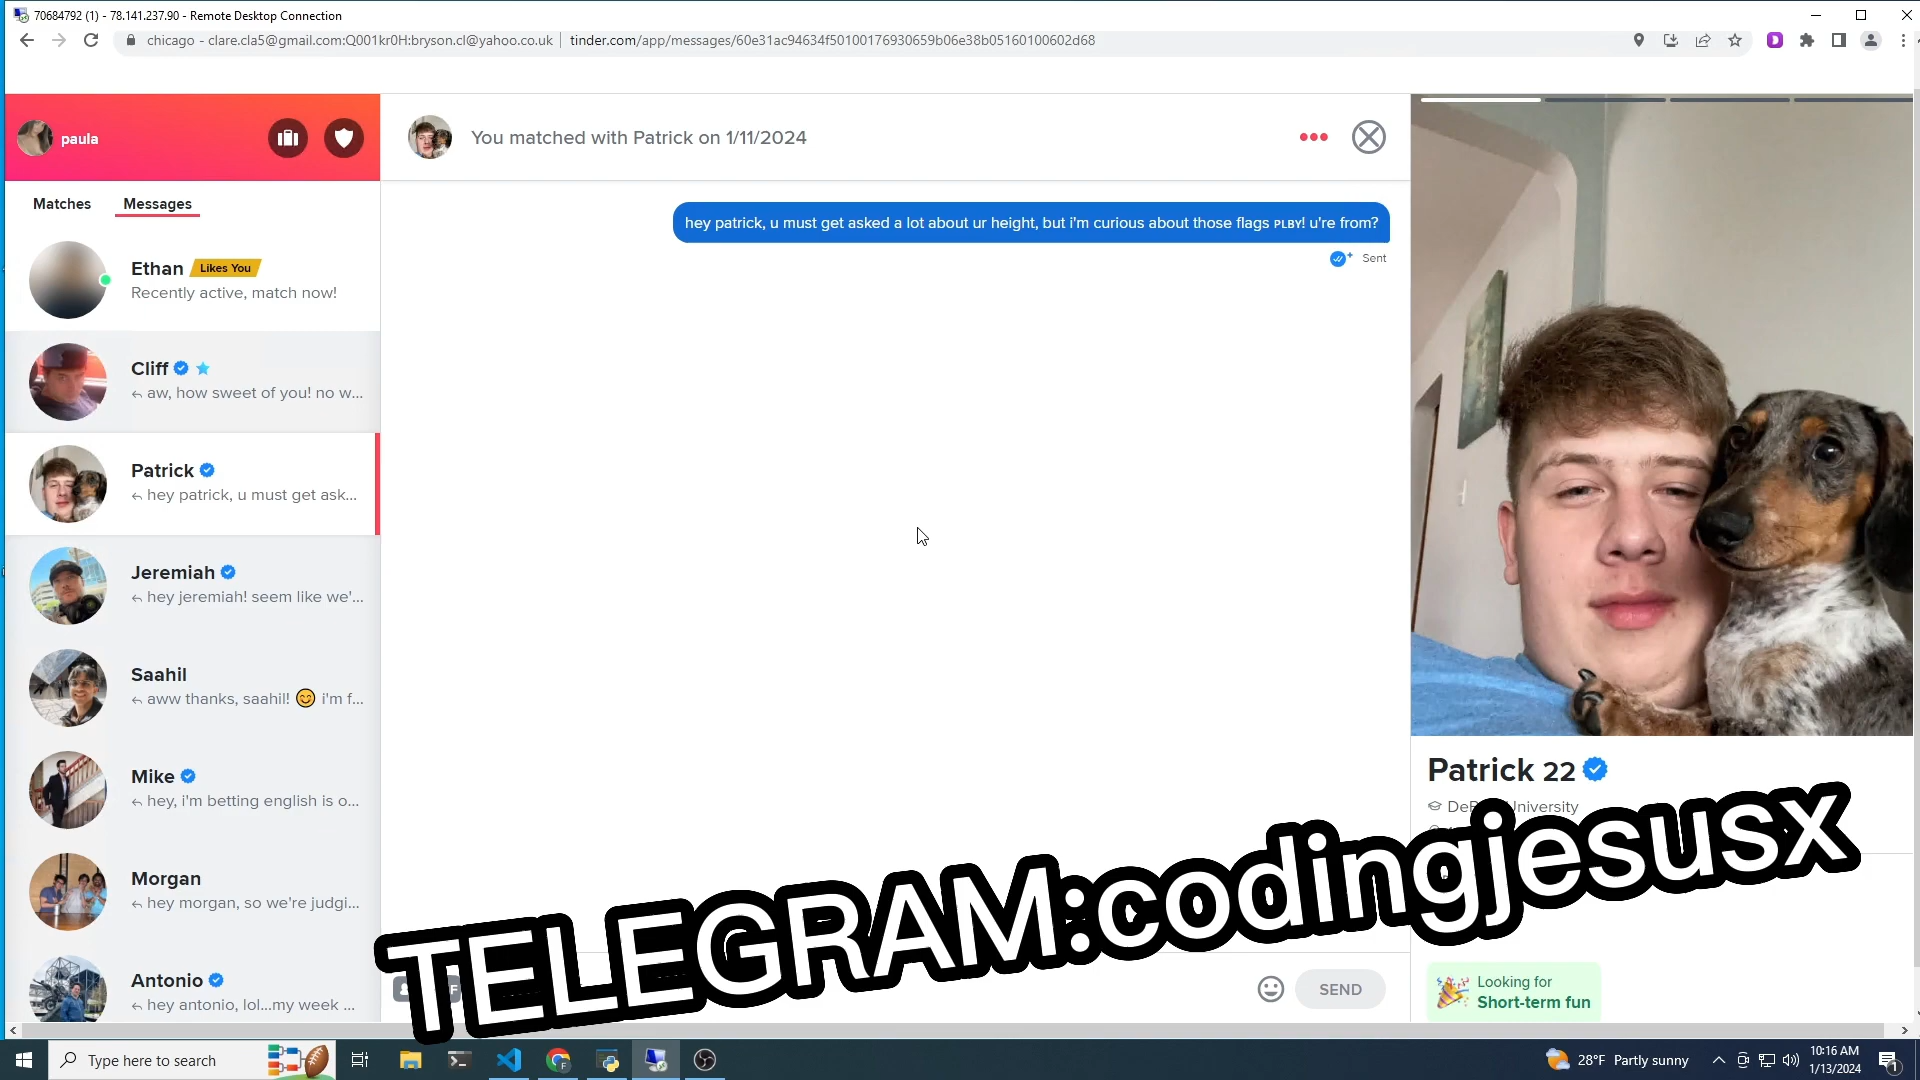 70684792 (1) - 78.141.237.90 - Remote Desktop Connection
chicago - clare.cla5@gmail.com:Q001kr0H:bryson.cl@yahoo.co.uk | tinder.com/app/messages/60e31ac94634f50100176930659b06e38b05160100602d68
paula
You matched with Patrick on 1/11/2024
Matches Messages
hey patrick, u must get asked a lot about ur height, but i'm curious about those flags ᴘʟʙʏ! u're from?
Sent
Ethan Likes You
Recently active, match now!
Cliff
aw, how sweet of you! no w...
Patrick
hey patrick, u must get ask...
Jeremiah
hey jeremiah! seem like we'...
Saahil
aww thanks, saahil! 😊 i'm f...
Mike
hey, i'm betting english is o...
Morgan
hey morgan, so we're judgi...
Antonio
hey antonio, lol...my week ...
Patrick 22
University
TELEGRAM:codingjesusx
SEND
Looking for
Short-term fun
Type here to search
28°F Partly sunny
10:16 AM
1/13/2024
1